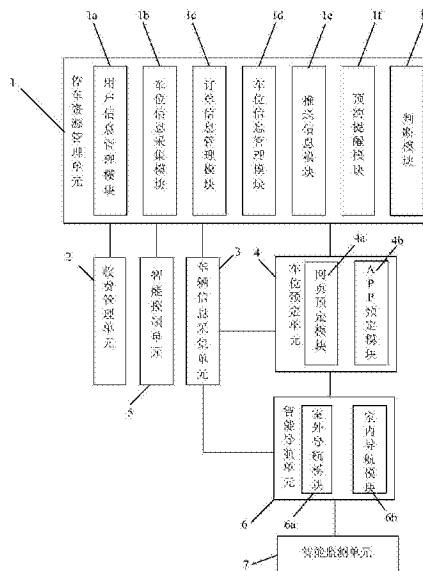 1a
1b
1d
1e
1f
1
停车资源管理单元
用户信息管理模块
车位信息采集模块
订单信息管理模块
车位信息管理模块
推送信息模块
预约提醒模块
判断模块
2
3
4
4a
4b
收费管理单元
智能控制单元
车辆信息采集单元
车位预定单元
网页预定模块
APP预定模块
5
智能导航单元
室外导航模块
室内导航模块
6
6a
6b
7
智能监测单元